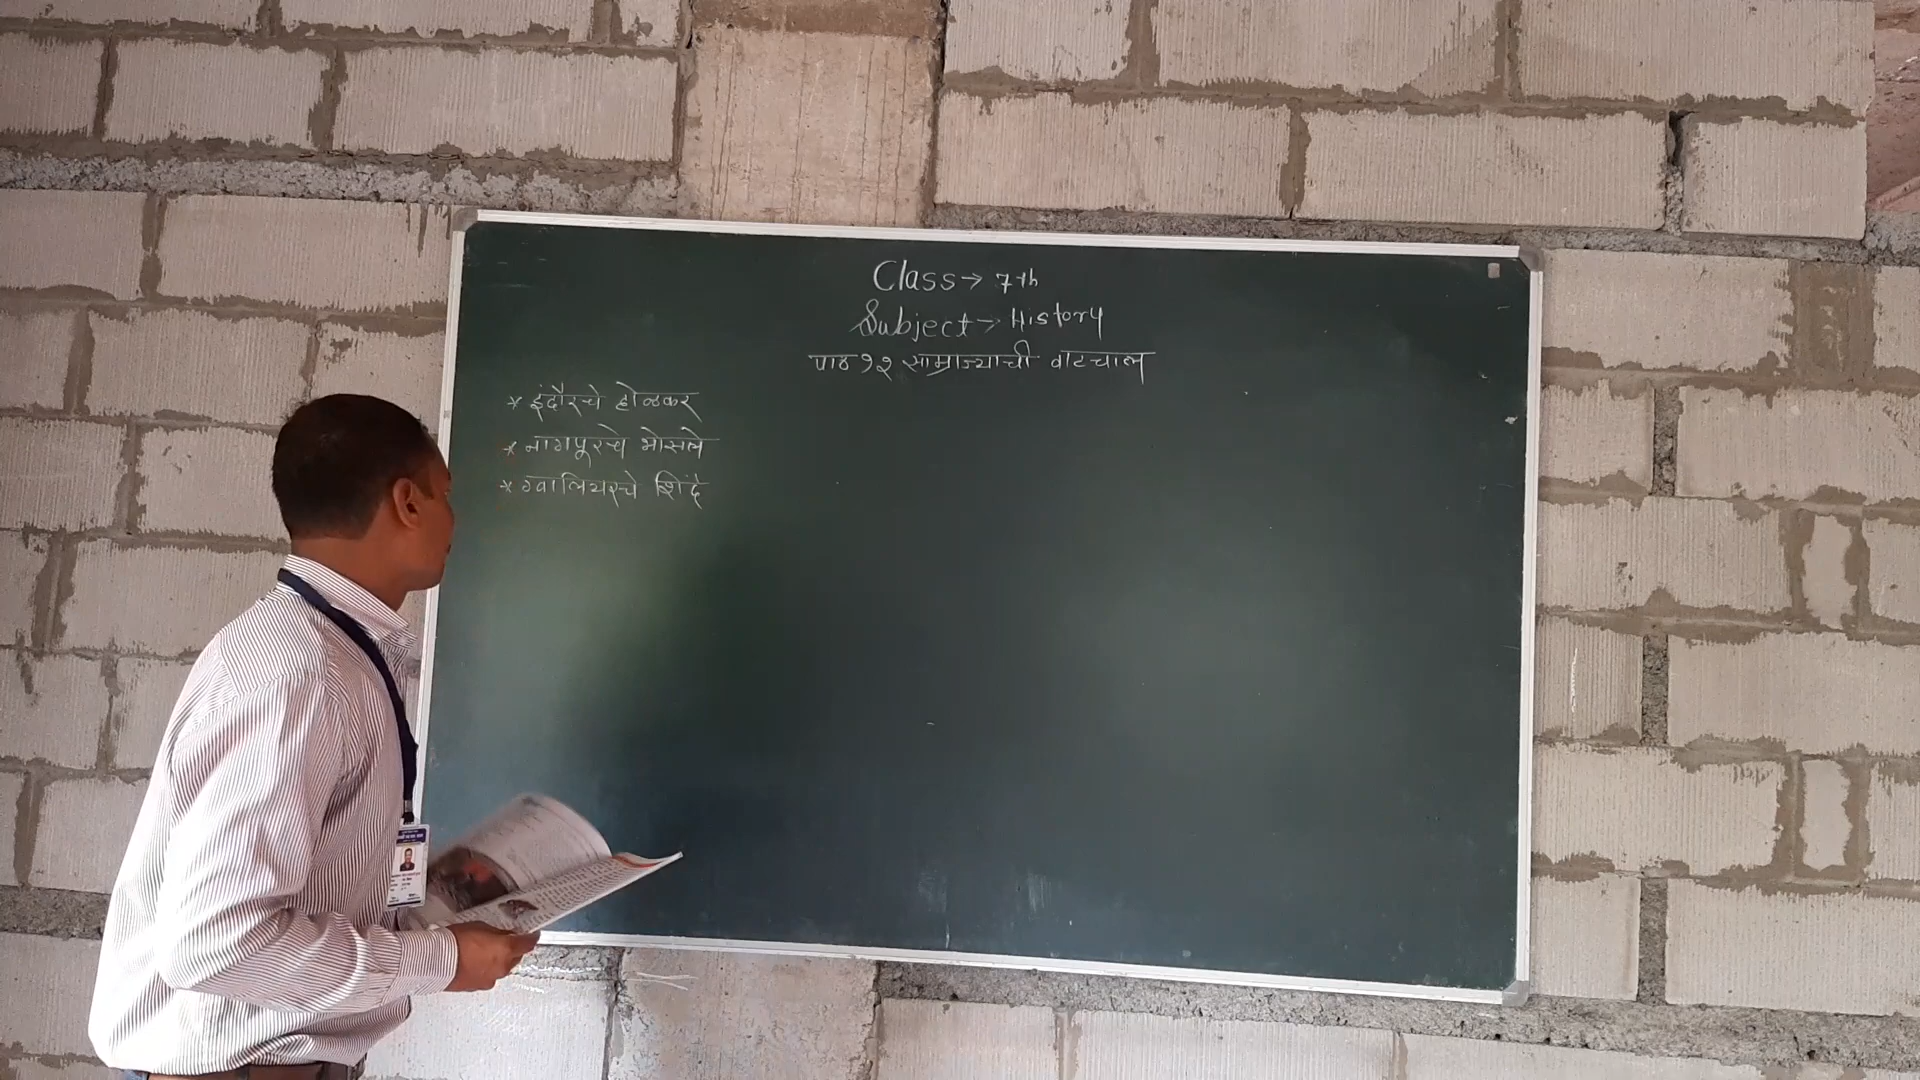 Class → 7th
Subject → History
पाठ १२ साम्राज्याची वाटचाल
* इंदौरचे होळकर
* नागपूरचे भोसले
* ग्वालियरचे शिंदे